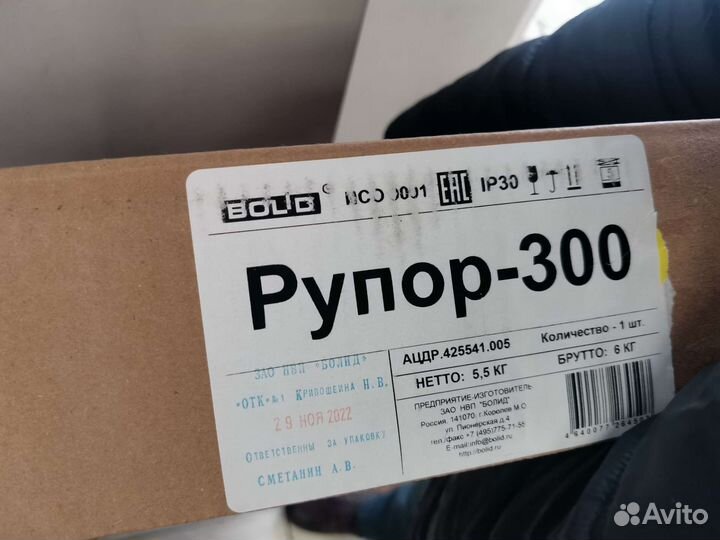 BOLID ® ISO 9001 EAC IP30
Рупор-300
АЦДР.425541.005 Количество - 1 шт.
НЕТТО: 5,5 КГ БРУТТО: 6 КГ
ЗАО НВП "БОЛИД"
"ОТК" №1 Кривошеина Н.В.
29 НОЯ 2022
Ответственны за упаковку
Сметанин А.В.
ПРЕДПРИЯТИЕ-ИЗГОТОВИТЕЛЬ
ЗАО НВП "БОЛИД"
Россия, 141070, г.Королев М.О.
ул. Пионерская д.4
тел./факс +7 (495)775-71-55
E-mail:info@bolid.ru
http://bolid.ru
Avito